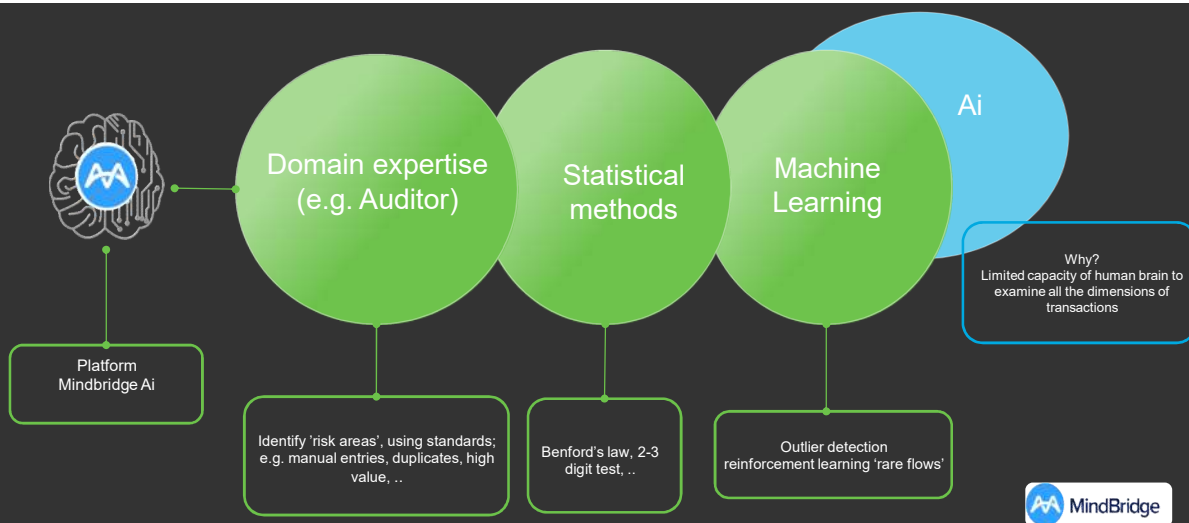 Ai
Domain expertise
(e.g. Auditor)
Statistical
methods
Machine
Learning
Why?
Limited capacity of human brain to
examine all the dimensions of
transactions
Platform
Mindbridge Ai
Identify ’risk areas’, using standards;
e.g. manual entries, duplicates, high
value, ..
Benford’s law, 2-3
digit test, ..
Outlier detection
reinforcement learning ‘rare flows’
MindBridge